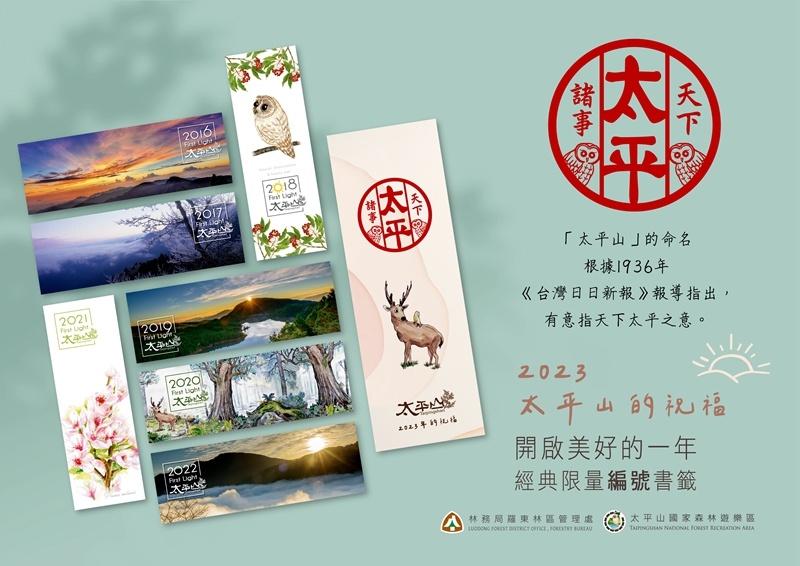 2016
First Light
太平山
2017
First Light
太平山
2018
First Light
太平山
2021
First Light
太平山
2019
First Light
太平山
2020
First Light
太平山
2022
First Light
太平山
諸事
太平
天下
太平山
Taipingshan
2023年的祝福
諸事
太平
天下
「太平山」的命名
根據1936年
《台灣日日新報》報導指出，
有意指天下太平之意。
2023
太平山的祝福
開啟美好的一年
經典限量編號書籤
林務局羅東林區管理處
LUODONG FOREST DISTRICT OFFICE , FORESTRY BUREAU
太平山國家森林遊樂區
TAIPINGSHAN NATIONAL FOREST RECREATION AREA